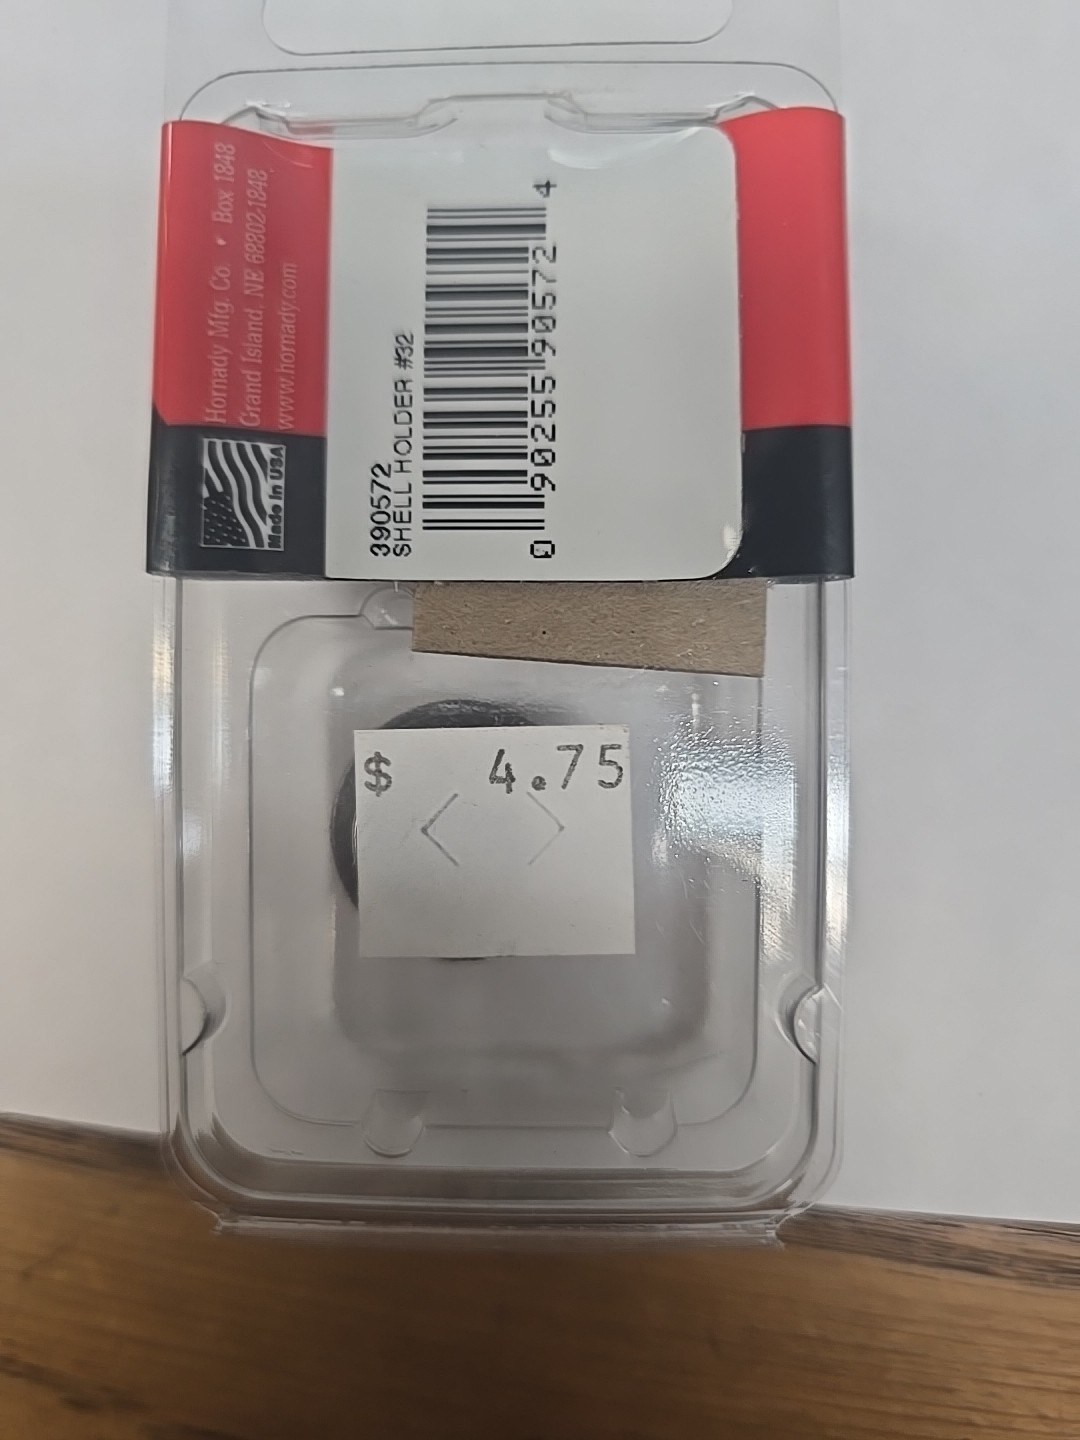 Hornady Mfg. Co. • Box 1848
Grand Island, NE 68802-1848
www.hornady.com
Made in USA
390572
SHELL HOLDER #32
0 90255 90572 4
$ 4.75